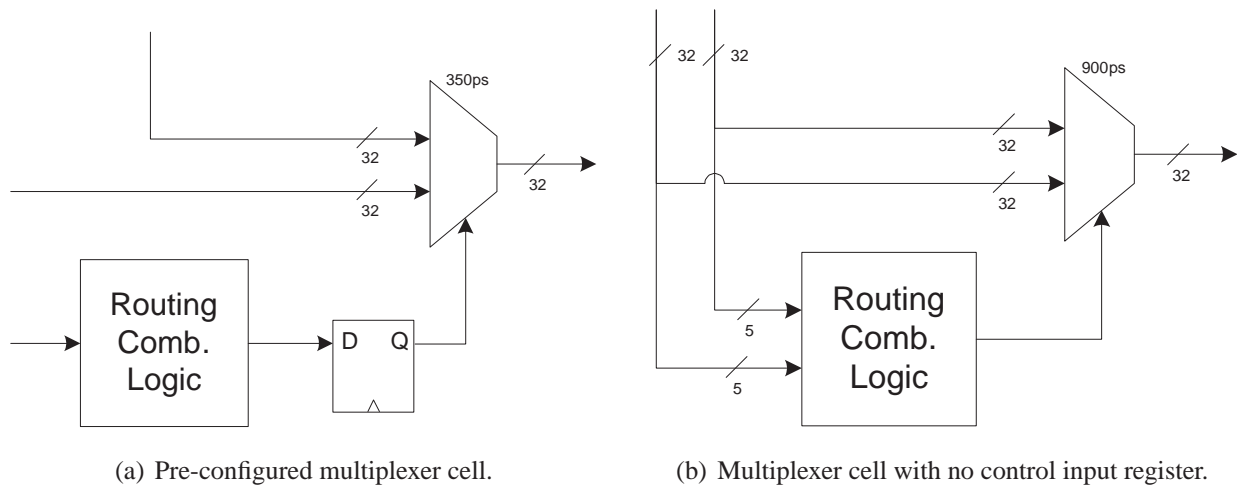 350ps
32
32
32
Routing
Comb.
Logic
D Q
(a) Pre-configured multiplexer cell.
32
32
900ps
32
32
32
5
5
Routing
Comb.
Logic
(b) Multiplexer cell with no control input register.